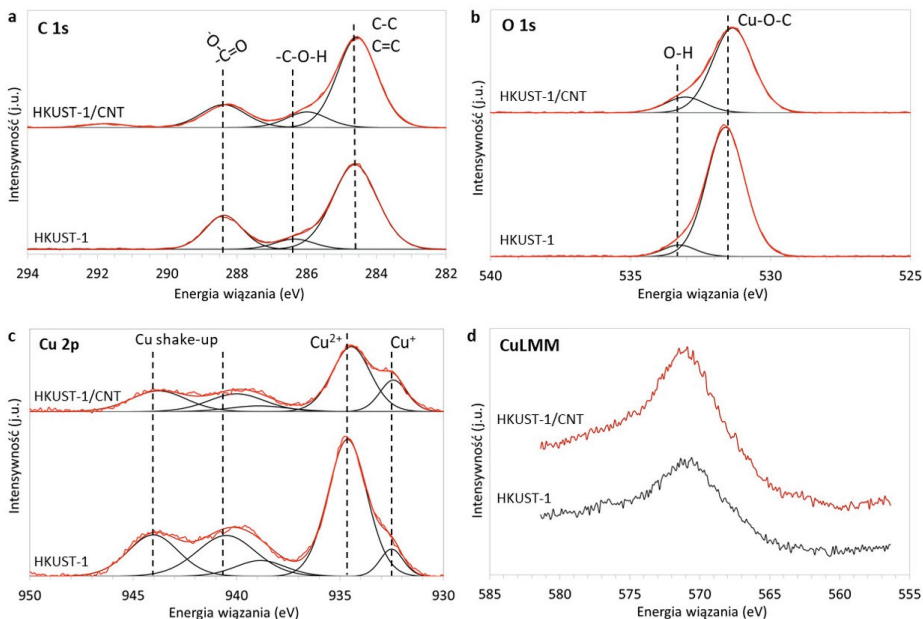 a
C 1s
O
-C=O
-
-C-O-H
C-C
C=C
HKUST-1/CNT
HKUST-1
Intensywność (j.u.)
294 292 290 288 286 284 282
Energia wiązania (eV)
b
O 1s
O-H
Cu-O-C
HKUST-1/CNT
HKUST-1
Intensywność (j.u.)
540 535 530 525
Energia wiązania (eV)
c
Cu 2p
Cu shake-up
Cu2+
Cu+
HKUST-1/CNT
HKUST-1
Intensywność (j.u.)
950 945 940 935 930
Energia wiązania (eV)
d
CuLMM
HKUST-1/CNT
HKUST-1
Intensywność (j.u.)
585 580 575 570 565 560 555
Energia wiązania (eV)